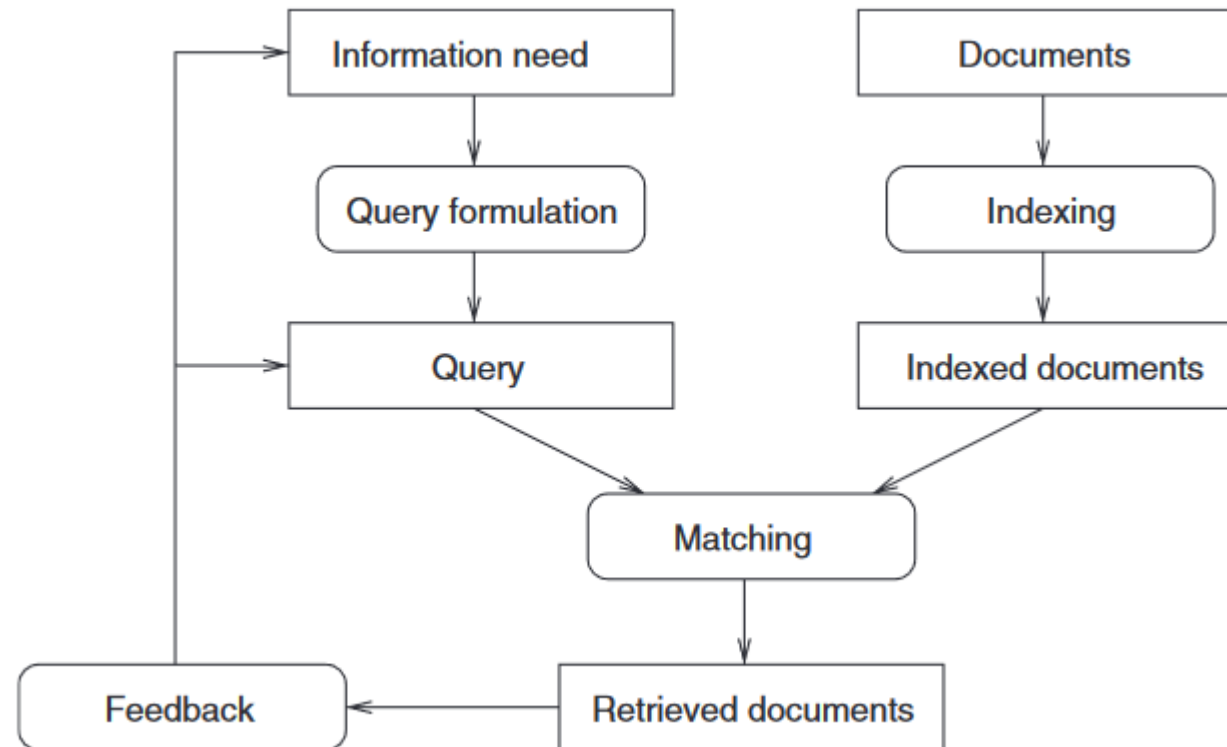 Information need
Documents
Query formulation
Indexing
Query
Indexed documents
Matching
Feedback
Retrieved documents